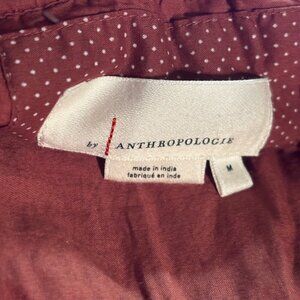 by ANTHROPOLOGIE
made in india
fabriqué en inde
M